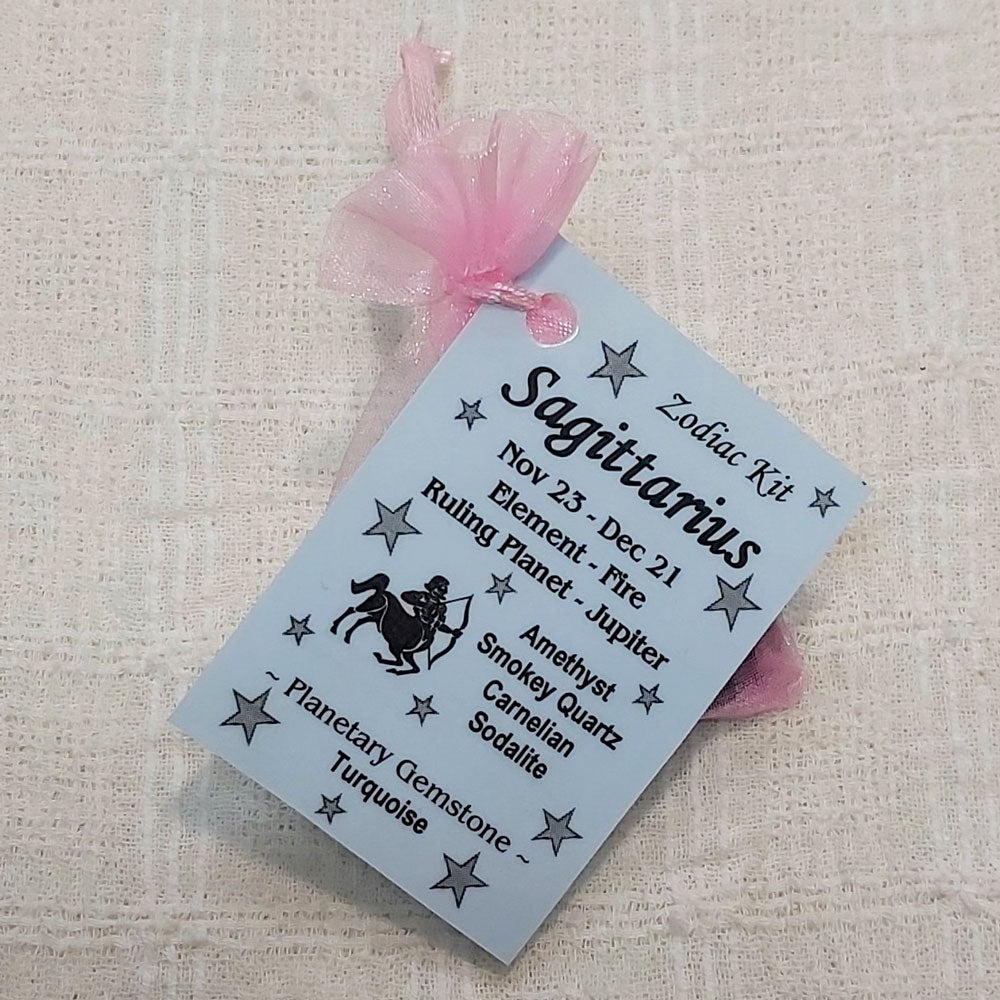 Zodiac Kit
Sagittarius
Nov 23 - Dec 21
Element - Fire
Ruling Planet - Jupiter
Amethyst
Smokey Quartz
Carnelian
Sodalite
~ Planetary Gemstone ~
Turquoise